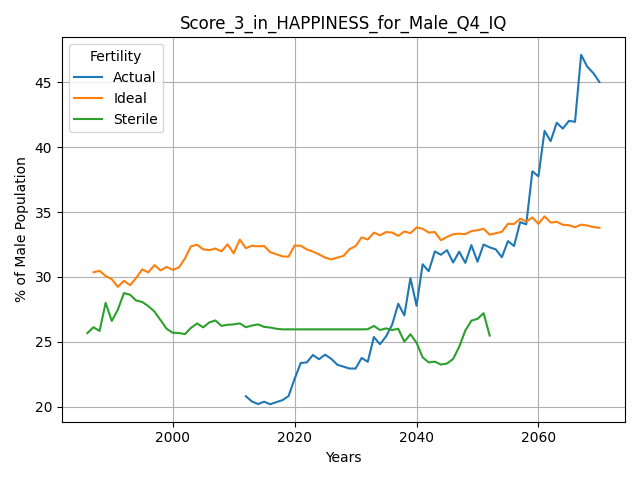 Score_3_in_HAPPINESS_for_Male_Q4_IQ
Fertility
Actual
Ideal
Sterile
% of Male Population
45
40
35
30
25
20
2000
2020
2040
2060
Years